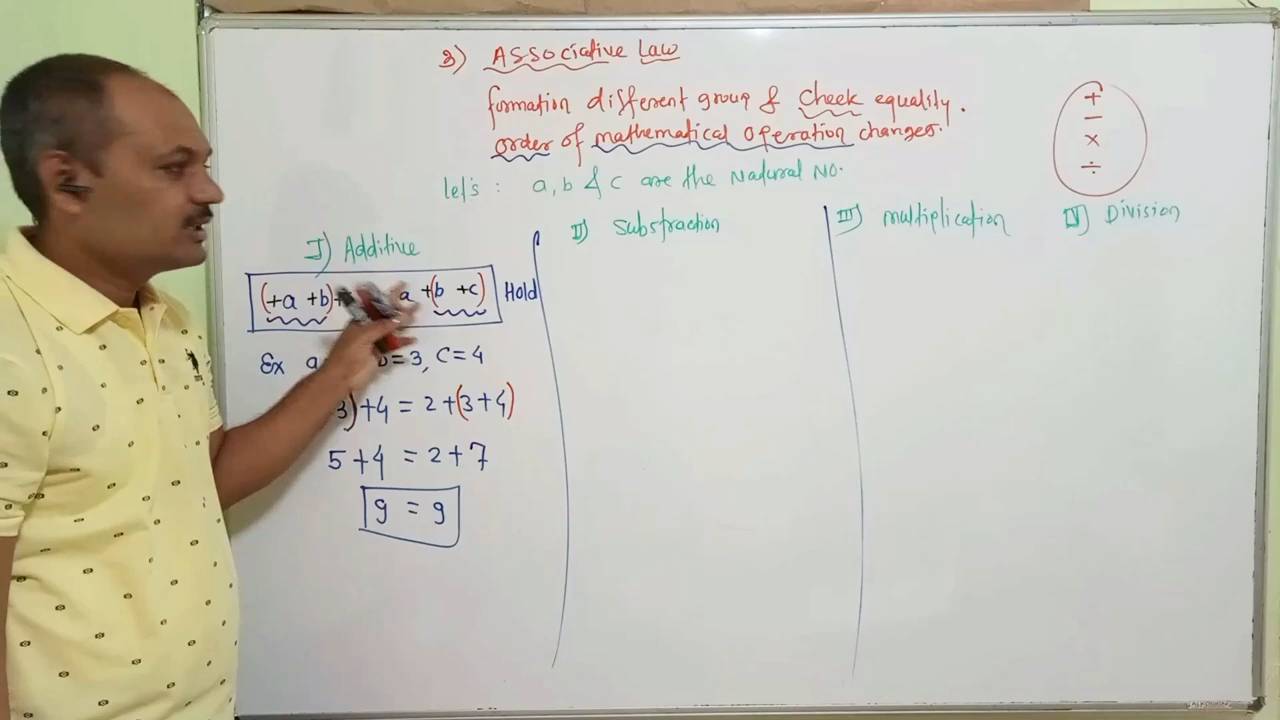 3) Associative Law
formation different group & cheek equality.
order of mathematical operation changes.
+
−
×
÷
let's : a, b & c are the Natural NO.
I) Additive
(+a +b)+ a +(b +c) Hold
Ex a b=3, C=4
3)+4 = 2+(3+4)
5+4 = 2+7
9 = 9
II) Substraction
III) multiplication
IV) Division